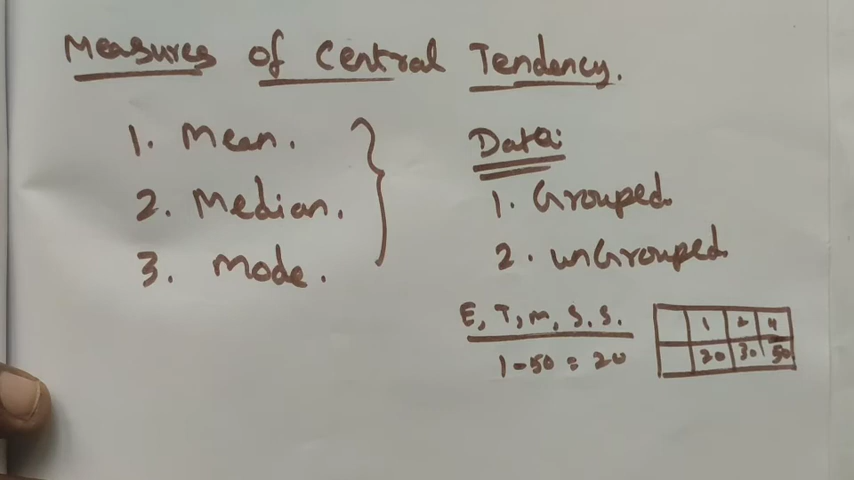 Measures of Central Tendency.
1. Mean.
2. Median.
3. Mode.
Data:
1. Grouped.
2. unGrouped.
E, T, M, S, S.
1-50 = 20
1 2 4
20 30 50